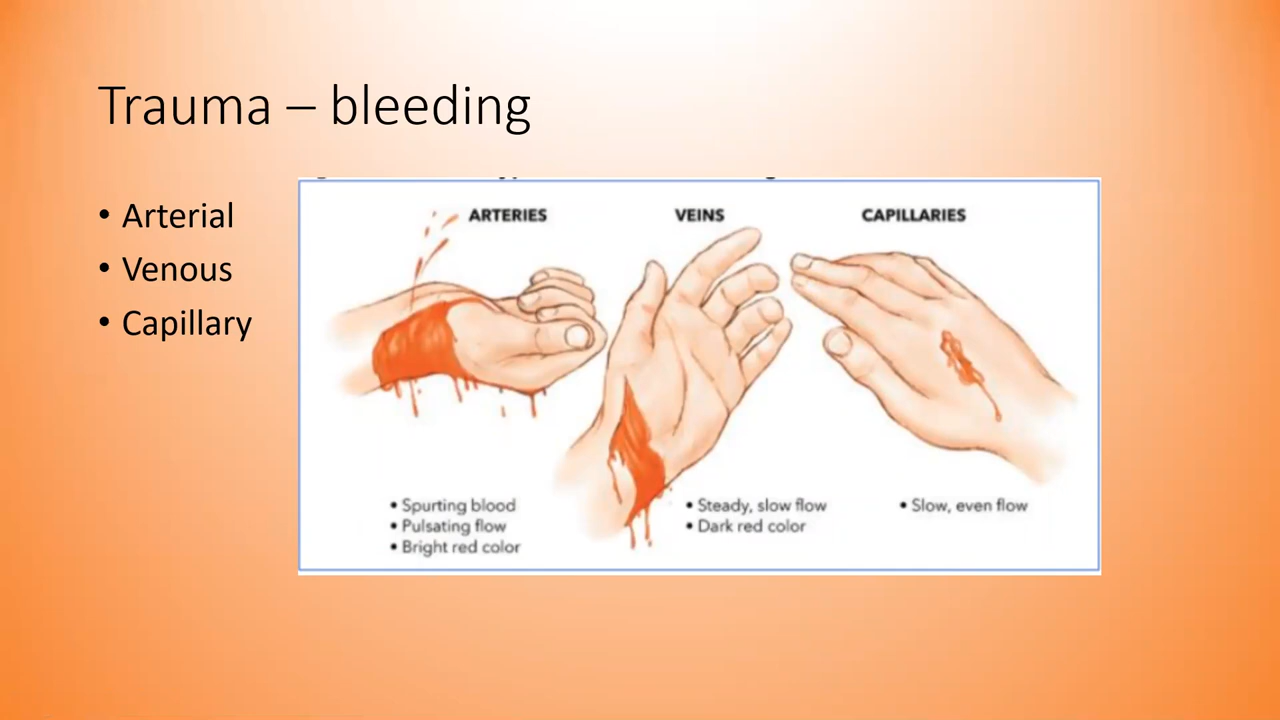 Trauma – bleeding
• Arterial
• Venous
• Capillary
ARTERIES
• Spurting blood
• Pulsating flow
• Bright red color
VEINS
• Steady, slow flow
• Dark red color
CAPILLARIES
• Slow, even flow